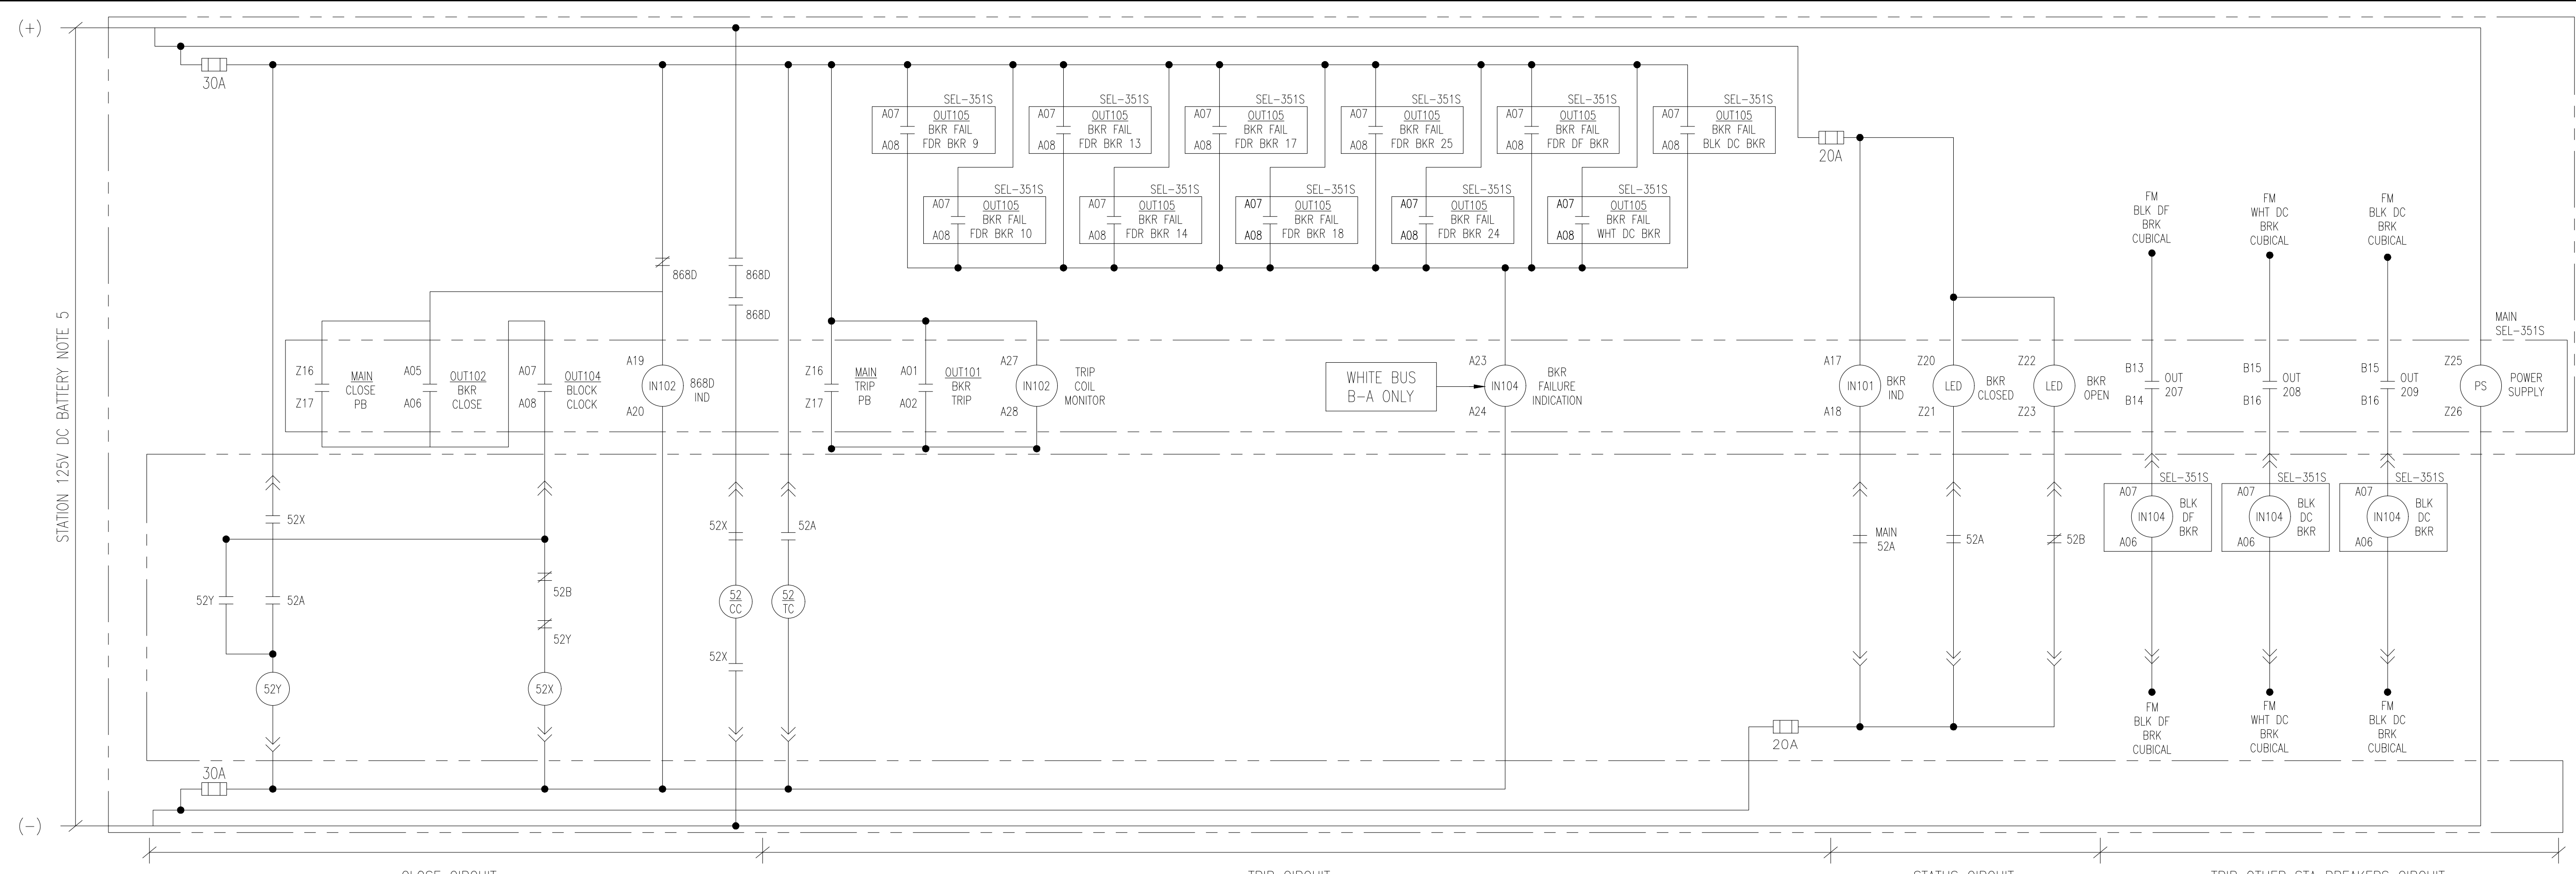 (+)
30A
SEL-351S
A07
OUT105
BKR FAIL
A08
FDR BKR 9
SEL-351S
A07
OUT105
BKR FAIL
A08
FDR BKR 13
SEL-351S
A07
OUT105
BKR FAIL
A08
FDR BKR 17
SEL-351S
A07
OUT105
BKR FAIL
A08
FDR BKR 25
SEL-351S
A07
OUT105
BKR FAIL
A08
FDR DF BKR
SEL-351S
A07
OUT105
BKR FAIL
A08
BLK DC BKR
20A
SEL-351S
A07
OUT105
BKR FAIL
A08
FDR BKR 10
SEL-351S
A07
OUT105
BKR FAIL
A08
FDR BKR 14
SEL-351S
A07
OUT105
BKR FAIL
A08
FDR BKR 18
SEL-351S
A07
OUT105
BKR FAIL
A08
FDR BKR 24
SEL-351S
A07
OUT105
BKR FAIL
A08
WHT DC BKR
FM
BLK DF
BRK
CUBICAL
FM
WHT DC
BRK
CUBICAL
FM
BLK DC
BRK
CUBICAL
868D
868D
868D
STATION 125V DC BATTERY NOTE 5
MAIN
SEL-351S
Z16
Z17
MAIN
CLOSE
PB
A05
A06
OUT102
BKR
CLOSE
A07
A08
OUT104
BLOCK
CLOCK
A19
IN102
A20
868D
IND
Z16
Z17
MAIN
TRIP
PB
A01
A02
OUT101
BKR
TRIP
A27
IN102
A28
TRIP
COIL
MONITOR
WHITE BUS
B-A ONLY
A23
IN104
A24
BKR
FAILURE
INDICATION
A17
IN101
A18
BKR
IND
Z20
LED
Z21
BKR
CLOSED
Z22
LED
Z23
BKR
OPEN
B13
B14
OUT
207
B15
B16
OUT
208
B15
B16
OUT
209
Z25
PS
Z26
POWER
SUPPLY
52X
52Y
52A
52Y
52B
52Y
52X
52X
52
CC
52X
52A
52
TC
MAIN
52A
52A
52B
SEL-351S
A07
IN104
A06
BLK
DF
BKR
SEL-351S
A07
IN104
A06
BLK
DC
BKR
SEL-351S
A07
IN104
A06
BLK
DC
BKR
FM
BLK DF
BRK
CUBICAL
FM
WHT DC
BRK
CUBICAL
FM
BLK DC
BRK
CUBICAL
20A
30A
(-)
CLOSE CIRCUIT
TRIP CIRCUIT
STATUS CIRCUIT
TRIP OTHER STA BREAKERS CIRCUIT